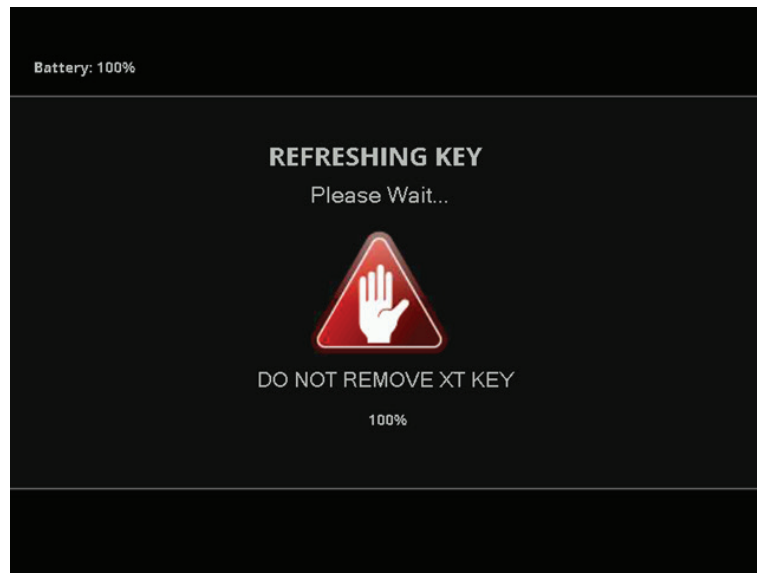 Battery: 100%
REFRESHING KEY
Please Wait...
DO NOT REMOVE XT KEY
100%